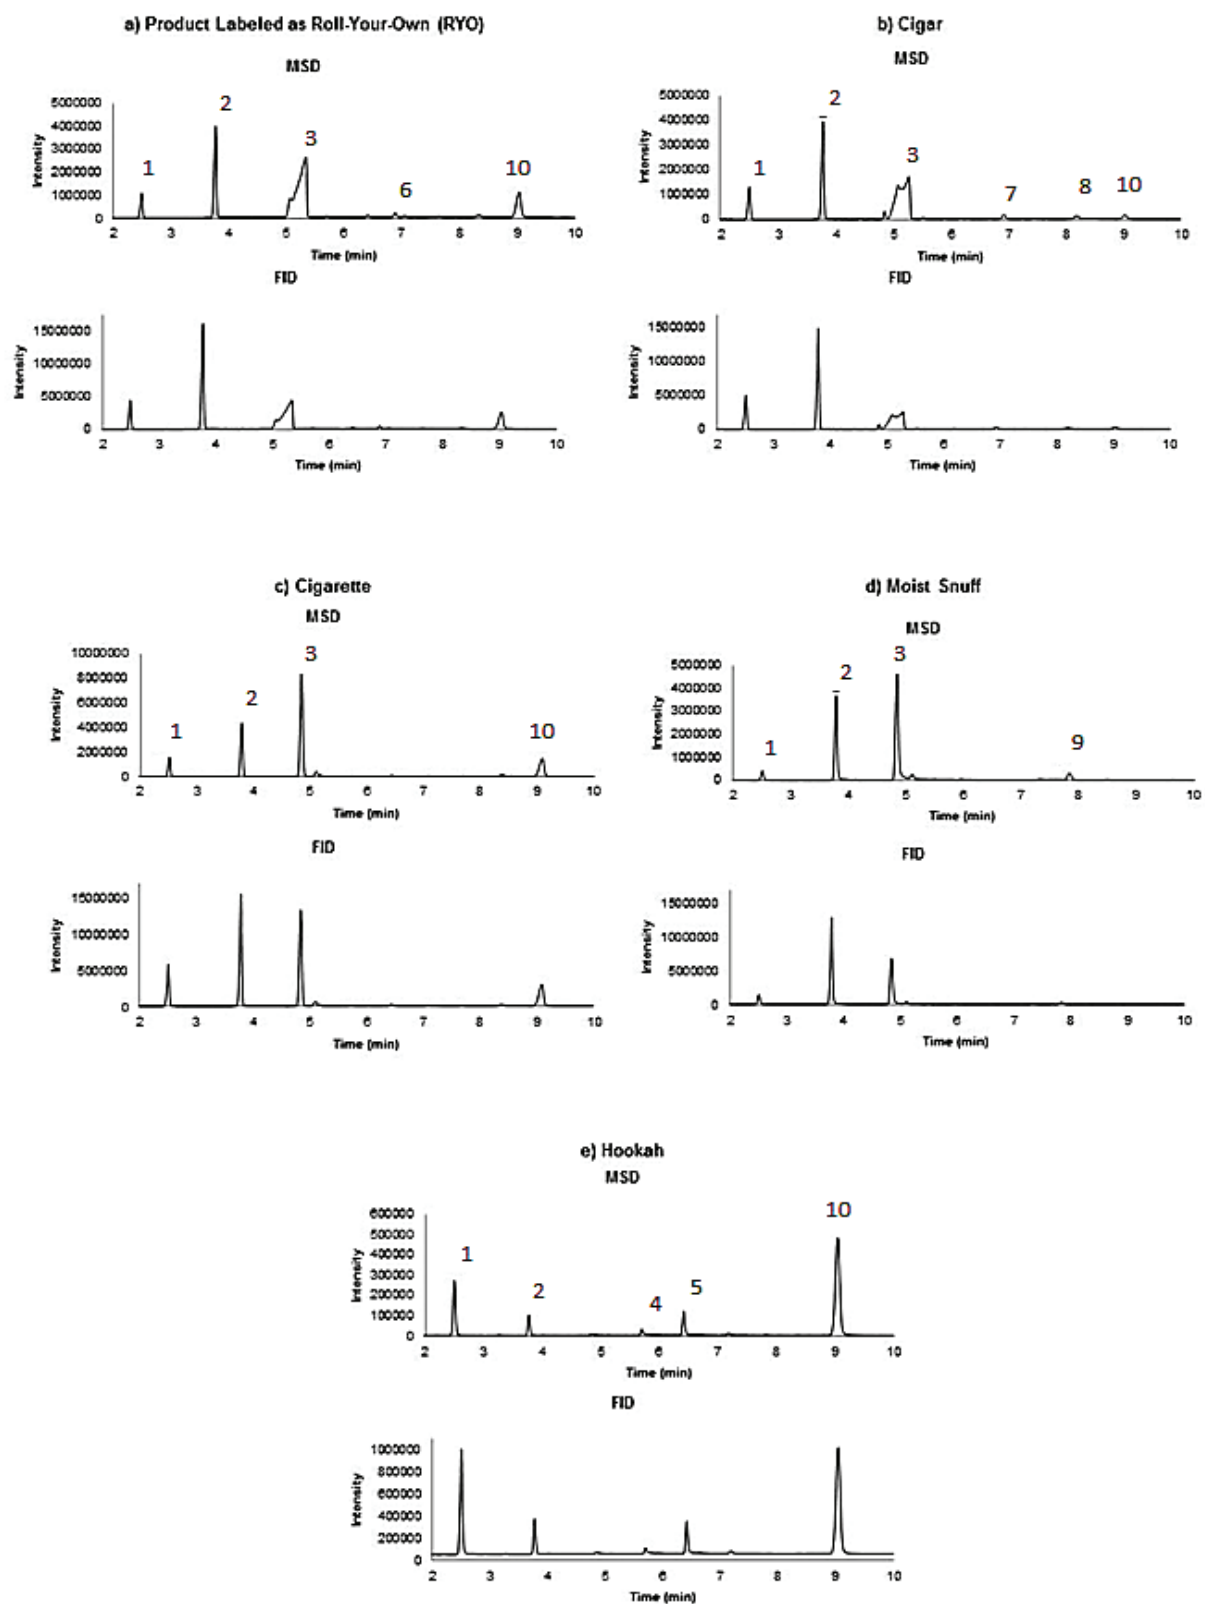 a) Product Labeled as Roll-Your-Own (RYO)
MSD
Intensity
5000000
4000000
3000000
2000000
1000000
0
1
2
3
6
10
2 3 4 5 6 7 8 9 10
Time (min)
FID
Intensity
15000000
10000000
5000000
0
2 3 4 5 6 7 8 9 10
Time (min)
b) Cigar
MSD
Intensity
5000000
4000000
3000000
2000000
1000000
0
1
2
3
7
8
10
2 3 4 5 6 7 8 9 10
Time (min)
FID
Intensity
15000000
10000000
5000000
0
2 3 4 5 6 7 8 9 10
Time (min)
c) Cigarette
MSD
Intensity
10000000
8000000
6000000
4000000
2000000
0
1
2
3
10
2 3 4 5 6 7 8 9 10
Time (min)
FID
Intensity
15000000
10000000
5000000
0
2 3 4 5 6 7 8 9 10
Time (min)
d) Moist Snuff
MSD
Intensity
5000000
4000000
3000000
2000000
1000000
0
1
2
3
9
2 3 4 5 6 7 8 9 10
Time (min)
FID
Intensity
15000000
10000000
5000000
0
2 3 4 5 6 7 8 9 10
Time (min)
e) Hookah
MSD
Intensity
600000
500000
400000
300000
200000
100000
0
1
2
4
5
10
2 3 4 5 6 7 8 9 10
Time (min)
FID
Intensity
1000000
800000
600000
400000
200000
0
2 3 4 5 6 7 8 9 10
Time (min)